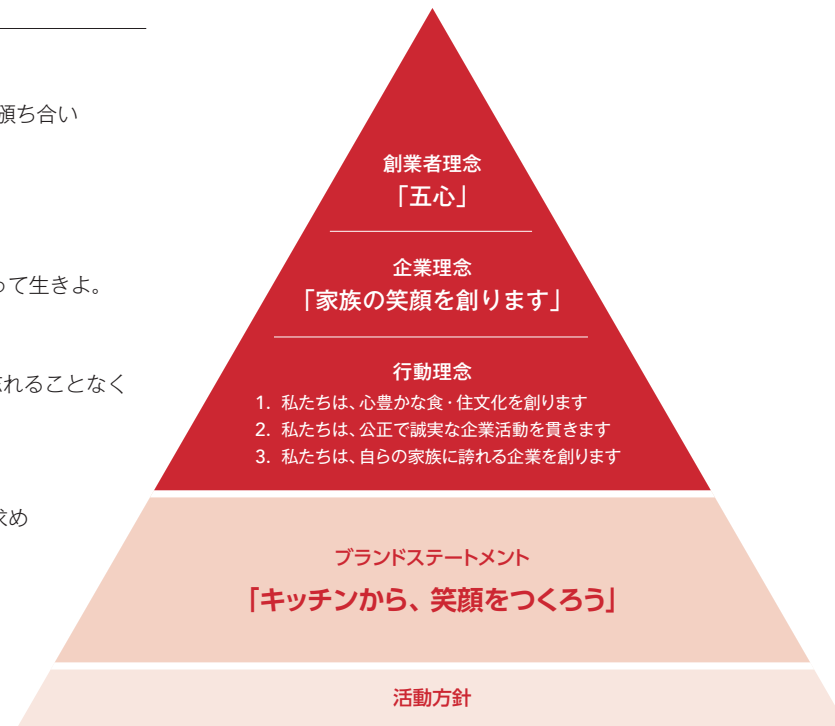 頒ち合い
って生きよ。
れることなく
求め
創業者理念
「五心」
企業理念
「家族の笑顔を創ります」
行動理念
1. 私たちは、心豊かな食・住文化を創ります
2. 私たちは、公正で誠実な企業活動を貫きます
3. 私たちは、自らの家族に誇れる企業を創ります
ブランドステートメント
「キッチンから、笑顔をつくろう」
活動方針